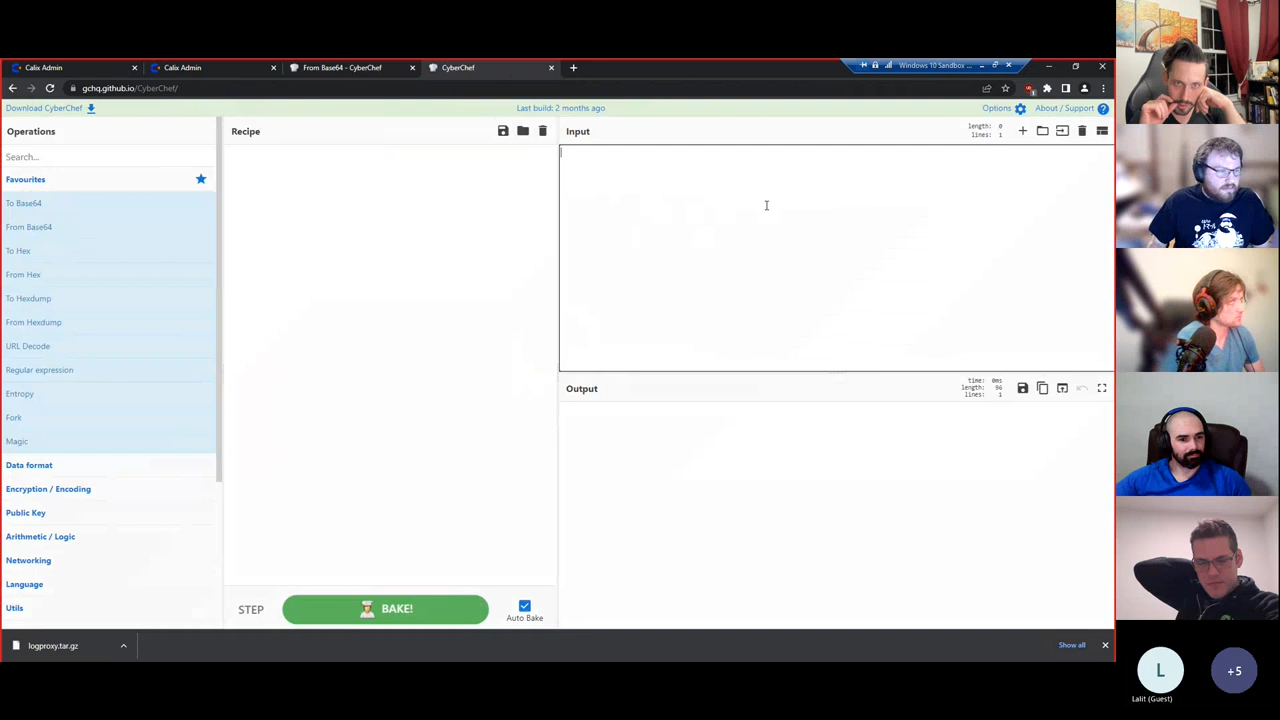 Calix Admin
Calix Admin
From Base64 - CyberChef
CyberChef
Windows 10 Sandbox ...
gchq.github.io/CyberChef/
Download CyberChef
Last build: 2 months ago
Options
About / Support
Operations
Recipe
Input
length: 0
lines: 1
Search...
Favourites
To Base64
From Base64
To Hex
From Hex
To Hexdump
From Hexdump
URL Decode
Regular expression
Entropy
Fork
Magic
Data format
Encryption / Encoding
Public Key
Arithmetic / Logic
Networking
Language
Utils
Output
time: 0ms
length: 96
lines: 1
STEP
BAKE!
Auto Bake
logproxy.tar.gz
Show all
L
Lalit (Guest)
+5